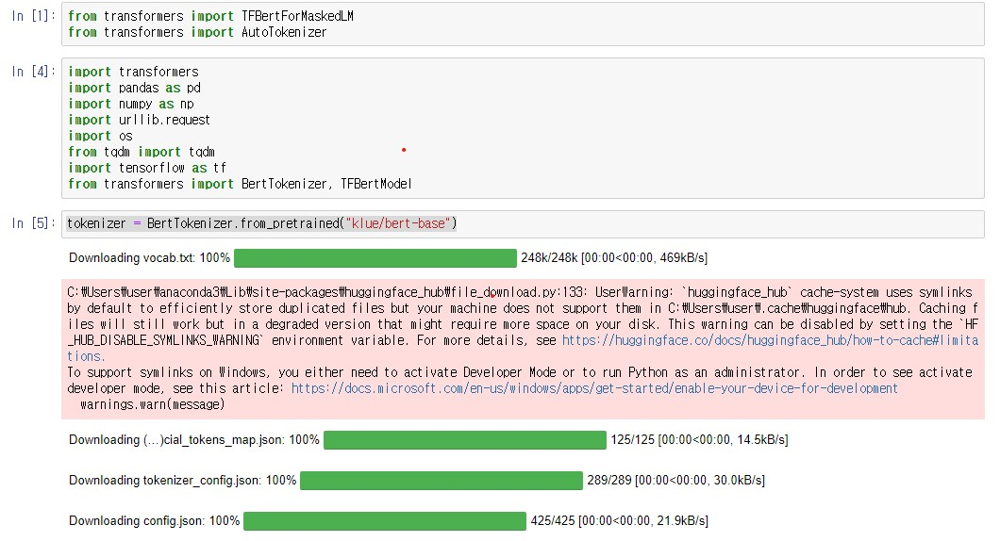 In [1]:
from transformers import TFBertForMaskedLM
from transformers import AutoTokenizer
In [4]:
import transformers
import pandas as pd
import numpy as np
import urllib.request
import os
from tqdm import tqdm
import tensorflow as tf
from transformers import BertTokenizer, TFBertModel
In [5]:
tokenizer = BertTokenizer.from_pretrained("klue/bert-base")
Downloading vocab.txt: 100% 248k/248k [00:00<00:00, 469kB/s]
C:₩Users₩user₩anaconda3₩Lib₩site-packages₩huggingface_hub₩file_download.py:133: UserWarning: `huggingface_hub` cache-system uses symlinks
by default to efficiently store duplicated files but your machine does not support them in C:₩Users₩user₩.cache₩huggingface₩hub. Caching f
iles will still work but in a degraded version that might require more space on your disk. This warning can be disabled by setting the `HF
_HUB_DISABLE_SYMLINKS_WARNING` environment variable. For more details, see https://huggingface.co/docs/huggingface_hub/how-to-cache#limita
tions.
To support symlinks on Windows, you either need to activate Developer Mode or to run Python as an administrator. In order to see activate
developer mode, see this article: https://docs.microsoft.com/en-us/windows/apps/get-started/enable-your-device-for-development
warnings.warn(message)
Downloading (…)cial_tokens_map.json: 100% 125/125 [00:00<00:00, 14.5kB/s]
Downloading tokenizer_config.json: 100% 289/289 [00:00<00:00, 30.0kB/s]
Downloading config.json: 100% 425/425 [00:00<00:00, 21.9kB/s]